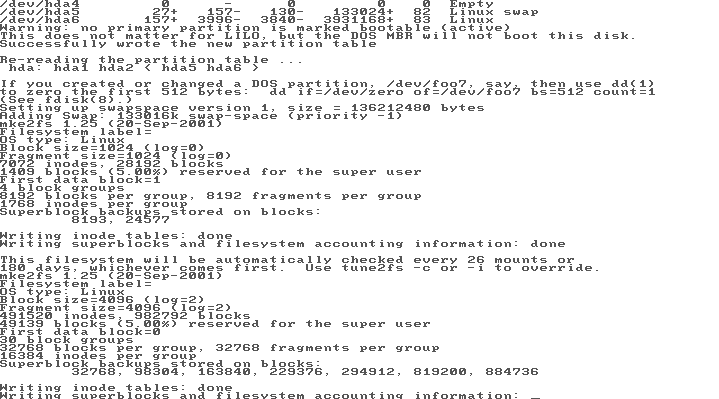 /dev/hda4          0       -      0          0    0  Empty
/dev/hda5         27+    157-   130-    133024+  82  Linux swap
/dev/hda6        157+   3996-  3840-   3931168+  83  Linux
Warning: no primary partition is marked bootable (active)
This does not matter for LILO, but the DOS MBR will not boot this disk.
Successfully wrote the new partition table

Re-reading the partition table ...
 hda: hda1 hda2 < hda5 hda6 >

If you created or changed a DOS partition, /dev/foo7, say, then use dd(1)
to zero the first 512 bytes:  dd if=/dev/zero of=/dev/foo7 bs=512 count=1
(See fdisk(8).)
Setting up swapspace version 1, size = 136212480 bytes
Adding Swap: 133016k swap-space (priority -1)
mke2fs 1.25 (20-Sep-2001)
Filesystem label=
OS type: Linux
Block size=1024 (log=0)
Fragment size=1024 (log=0)
7072 inodes, 28192 blocks
1409 blocks (5.00%) reserved for the super user
First data block=1
4 block groups
8192 blocks per group, 8192 fragments per group
1768 inodes per group
Superblock backups stored on blocks:
        8193, 24577

Writing inode tables: done
Writing superblocks and filesystem accounting information: done

This filesystem will be automatically checked every 26 mounts or
180 days, whichever comes first.  Use tune2fs -c or -i to override.
mke2fs 1.25 (20-Sep-2001)
Filesystem label=
OS type: Linux
Block size=4096 (log=2)
Fragment size=4096 (log=2)
491520 inodes, 982792 blocks
49139 blocks (5.00%) reserved for the super user
First data block=0
30 block groups
32768 blocks per group, 32768 fragments per group
16384 inodes per group
Superblock backups stored on blocks:
        32768, 98304, 163840, 229376, 294912, 819200, 884736

Writing inode tables: done
Writing superblocks and filesystem accounting information: _